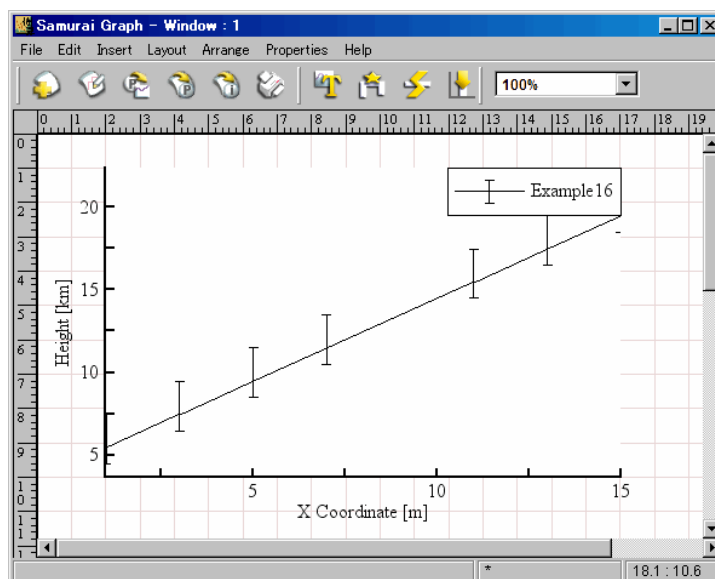 Samurai Graph - Window : 1
File Edit Insert Layout Arrange Properties Help
P P i T 100%
0 1 2 3 4 5 6 7 8 9 10 11 12 13 14 15 16 17 18 19
0
1
2
3
4
5
6
7
8
9
10
11
1
Example16
20
15
10
5
Height [km]
5 10 15
X Coordinate [m]
* 18.1 : 10.6